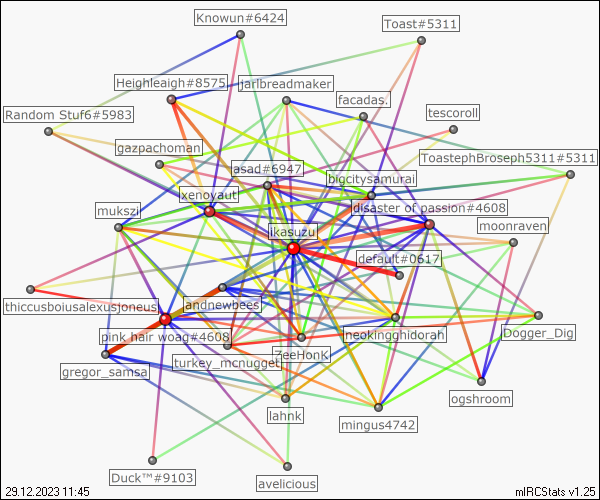 Knowun#6424
Toast#5311
Heighleaigh#8575
jarlbreadmaker
facadas.
Random Stuf6#5983
tescoroll
gazpachoman
ToastephBroseph5311#5311
asad#6947
bigcitysamurai
xenoyaut
mukszil
disaster of passion#4608
moonraven
ikasuzu
default#0617
thiccusboiusalexusjoneus
andnewbees
pink hair woag#4608
neokingghidorah
Dogger_Dig
ZeeHonk
turkey_mcnugget
gregor_samsa
ogshroom
lahnk
mingus4742
Duck™#9103
avelicious
29.12.2023 11:45
mIRCStats v1.25